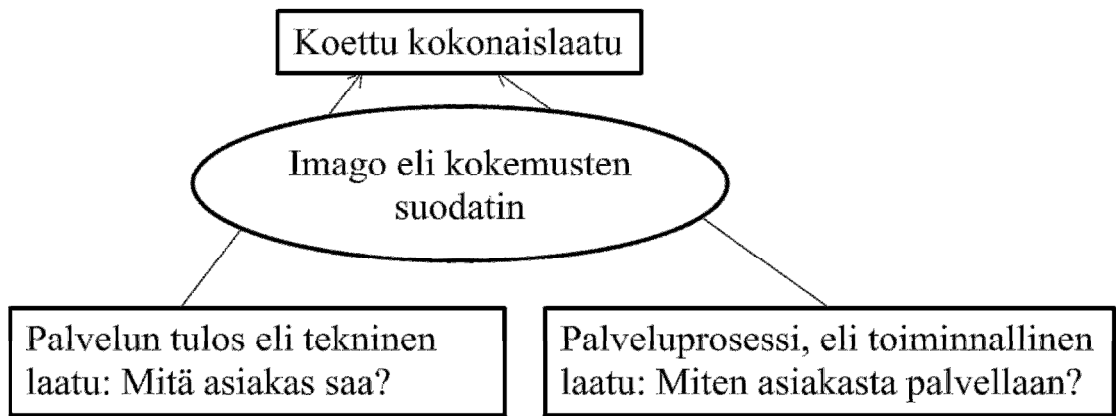 Koettu kokonaislaatu
Imago eli kokemusten
suodatin
Palvelun tulos eli tekninen
laatu: Mitä asiakas saa?
Palveluprosessi, eli toiminnallinen
laatu: Miten asiakasta palvellaan?